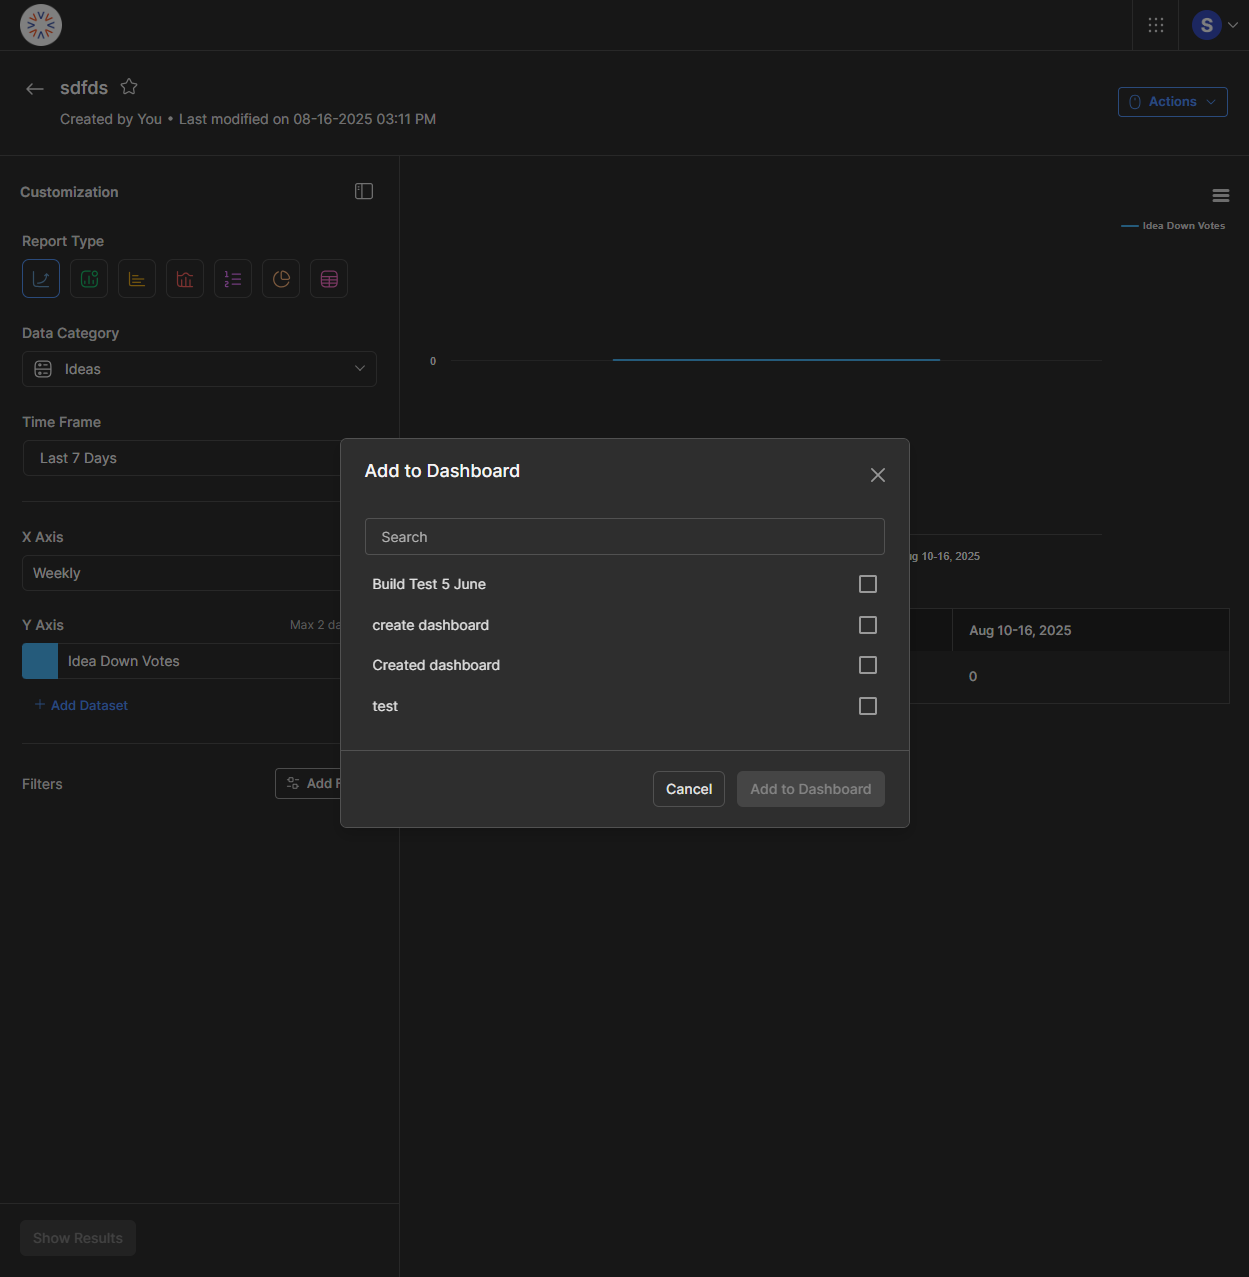 S
sdfds
Created by You • Last modified on 08-16-2025 03:11 PM
Actions
Customization
Idea Down Votes
Report Type
Data Category
Ideas
0
Time Frame
Last 7 Days
Add to Dashboard
Search
Build Test 5 June
create dashboard
Created dashboard
test
Cancel
Add to Dashboard
X Axis
Weekly
10-16, 2025
Y Axis
Max 2
Aug 10-16, 2025
Idea Down Votes
0
+ Add Dataset
Filters
Add
Show Results